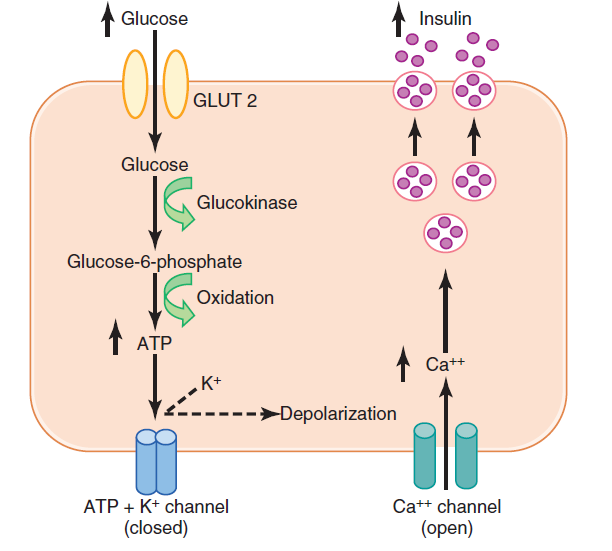 Glucose
Insulin
GLUT 2
Glucose
Glucokinase
Glucose-6-phosphate
Oxidation
ATP
Ca++
K+
Depolarization
ATP + K+ channel
(closed)
Ca++ channel
(open)